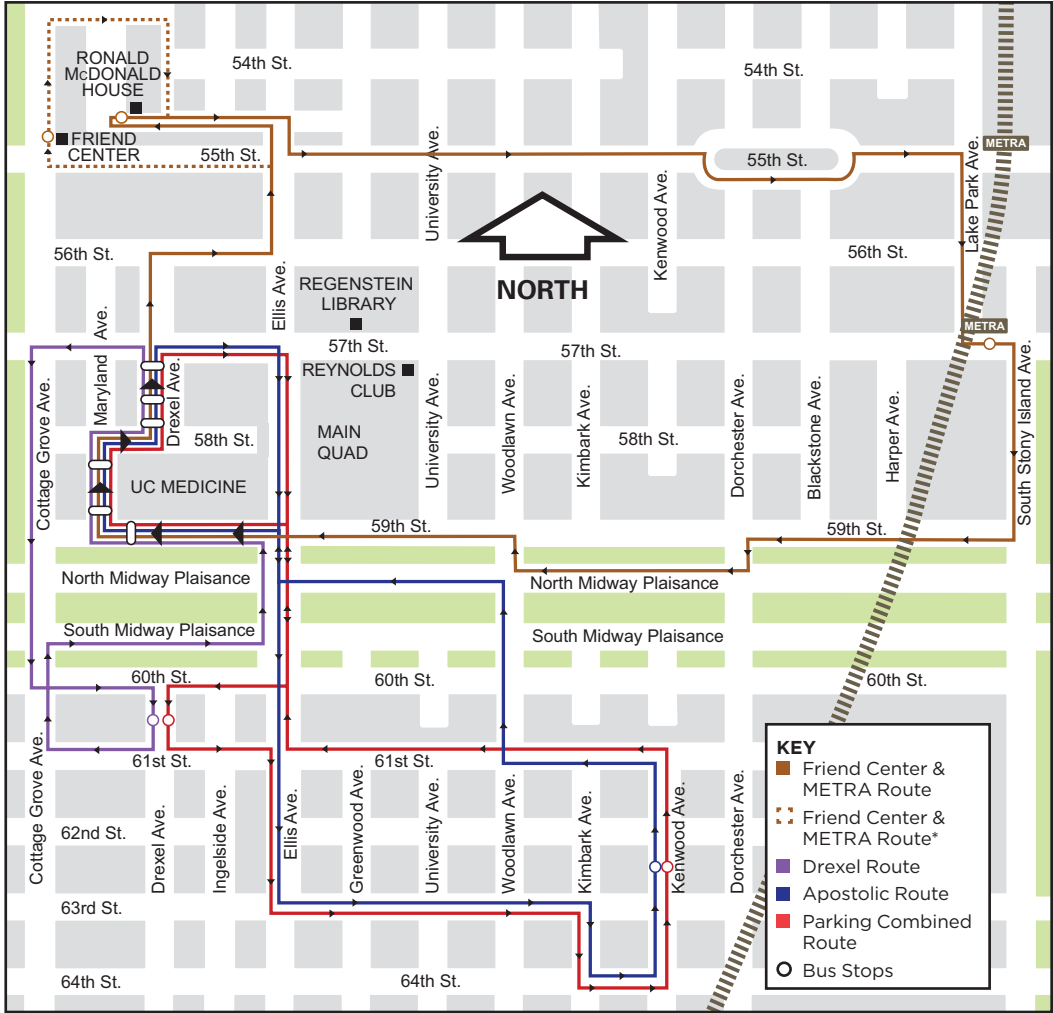 RONALD
McDONALD
HOUSE
54th St.
54th St.
FRIEND
CENTER
55th St.
University Ave.
55th St.
METRA
Lake Park Ave.
Kenwood Ave.
56th St.
56th St.
Ellis Ave.
NORTH
REGENSTEIN
LIBRARY
METRA
57th St.
57th St.
Maryland Ave.
Drexel Ave.
Cottage Grove Ave.
REYNOLDS
CLUB
58th St.
MAIN
QUAD
58th St.
University Ave.
Woodlawn Ave.
Kimbark Ave.
Dorchester Ave.
Blackstone Ave.
Harper Ave.
South Stony Island Ave.
UC MEDICINE
59th St.
59th St.
North Midway Plaisance
North Midway Plaisance
South Midway Plaisance
South Midway Plaisance
60th St.
60th St.
60th St.
61st St.
61st St.
Cottage Grove Ave.
62nd St.
Drexel Ave.
Ingelside Ave.
Ellis Ave.
Greenwood Ave.
University Ave.
Woodlawn Ave.
Kimbark Ave.
Kenwood Ave.
Dorchester Ave.
63rd St.
64th St.
64th St.
KEY
Friend Center &
METRA Route
Friend Center &
METRA Route*
Drexel Route
Apostolic Route
Parking Combined
Route
Bus Stops